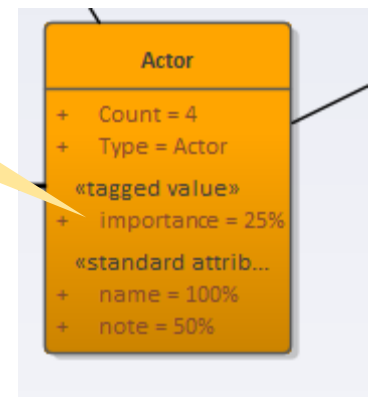 Actor
+ Count = 4
+ Type = Actor
«tagged value»
+ importance = 25%
«standard attrib...
+ name = 100%
+ note = 50%